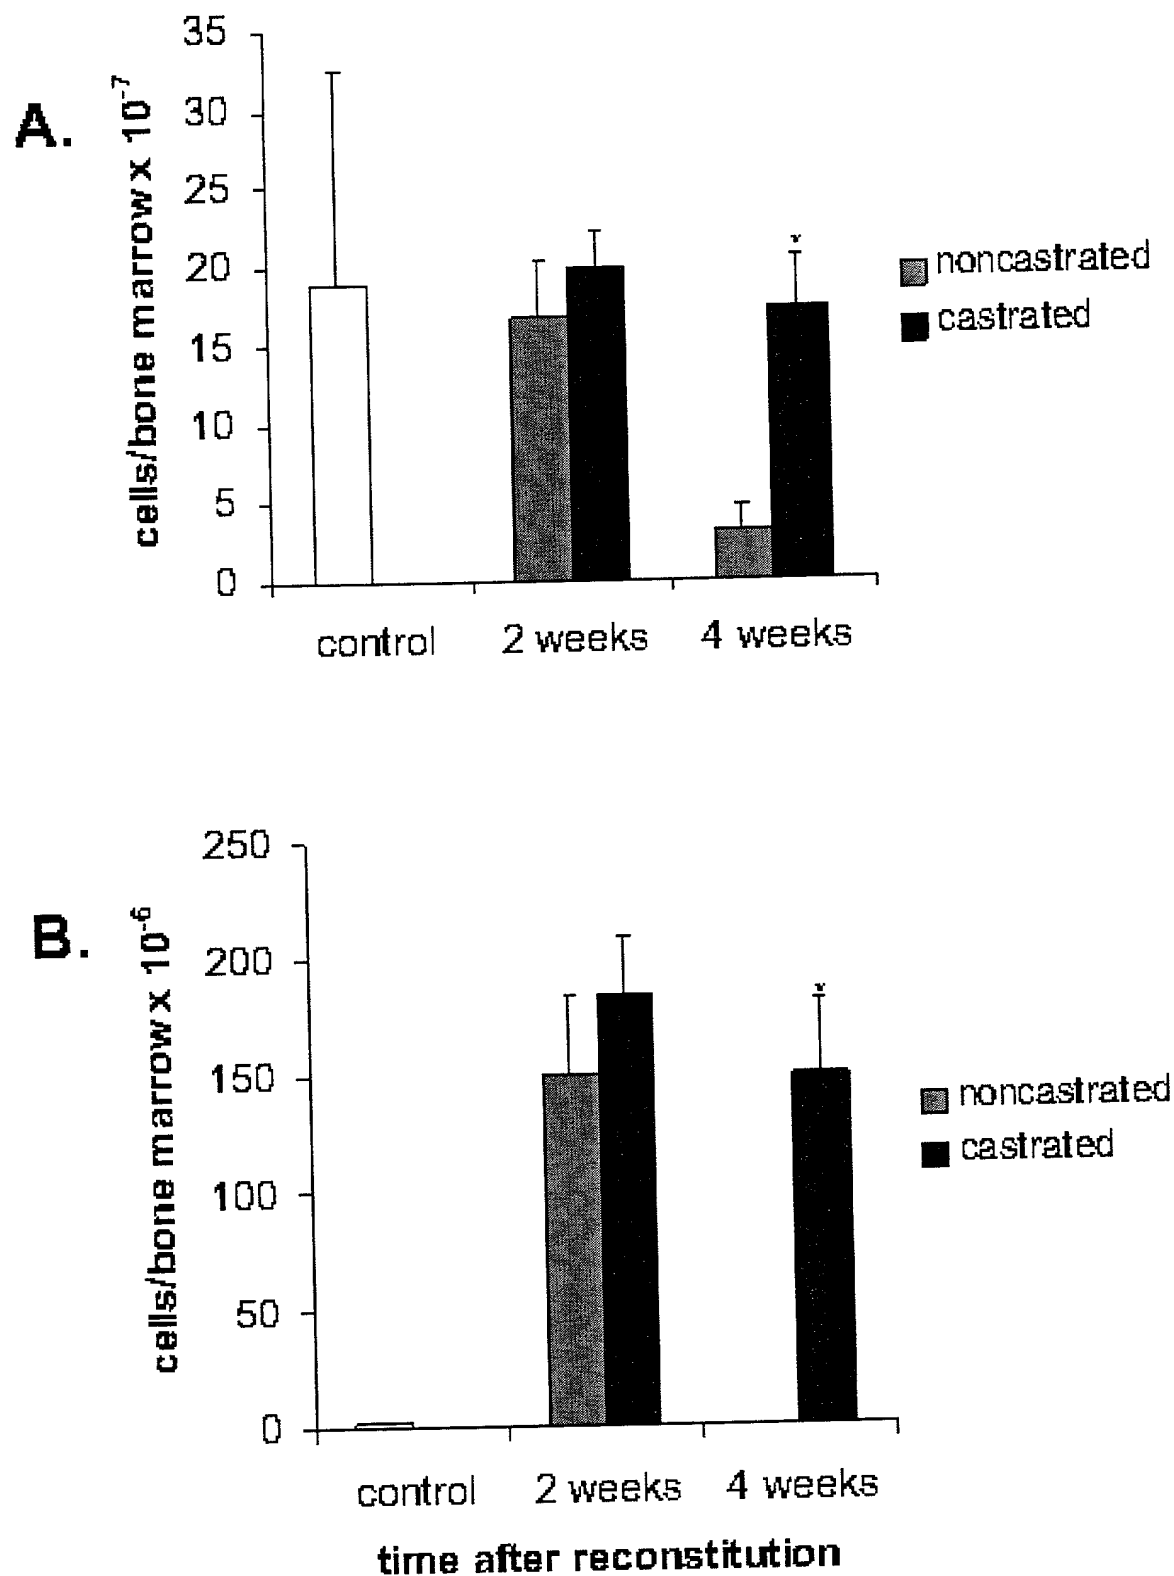 A.
cells/bone marrow x 10-7
35
30
25
20
15
10
5
0
control
2 weeks
4 weeks
*
noncastrated
castrated
B.
cells/bone marrow x 10-6
250
200
150
100
50
0
control
2 weeks
4 weeks
*
noncastrated
castrated
time after reconstitution